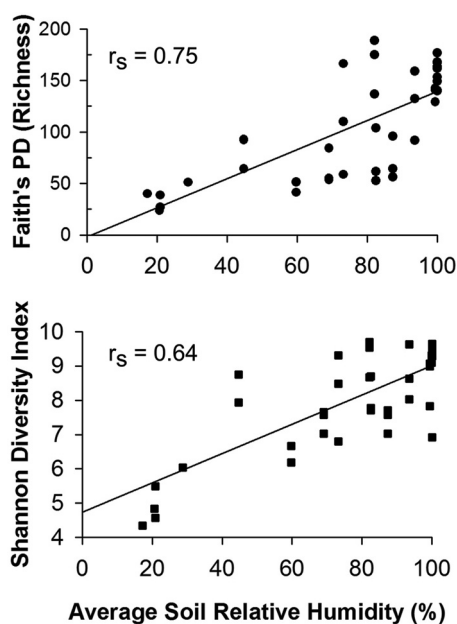 Faith's PD (Richness)
200
150
100
50
0
r_s = 0.75
0 20 40 60 80 100
Shannon Diversity Index
10
9
8
7
6
5
4
r_s = 0.64
0 20 40 60 80 100
Average Soil Relative Humidity (%)